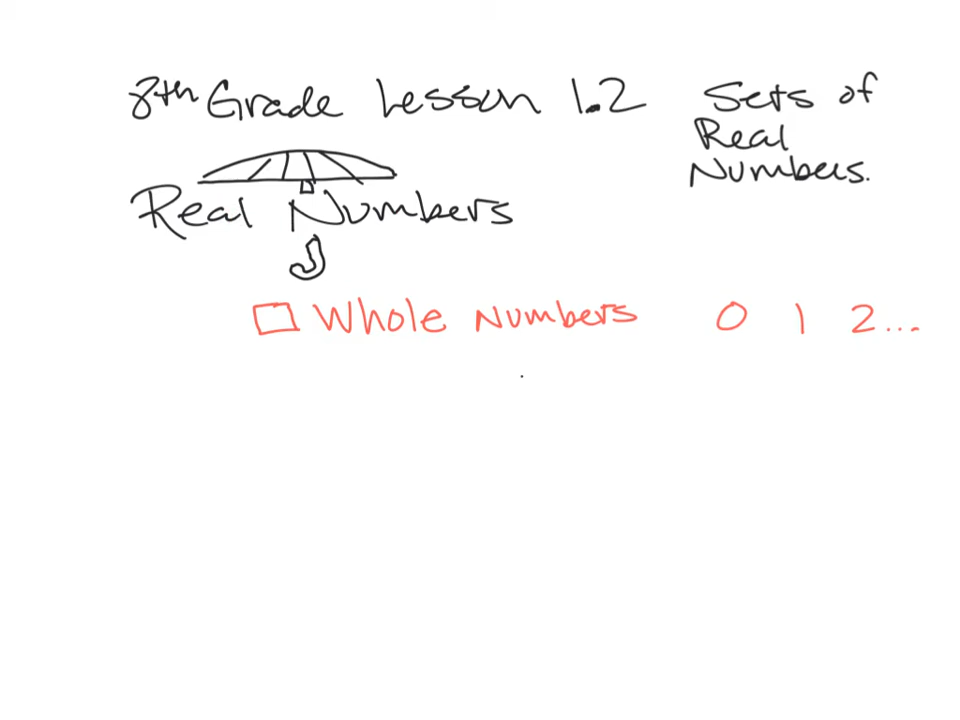 8th Grade Lesson 1.2 Sets of
Real
Numbers.
Real Numbers
Whole Numbers 0 1 2...